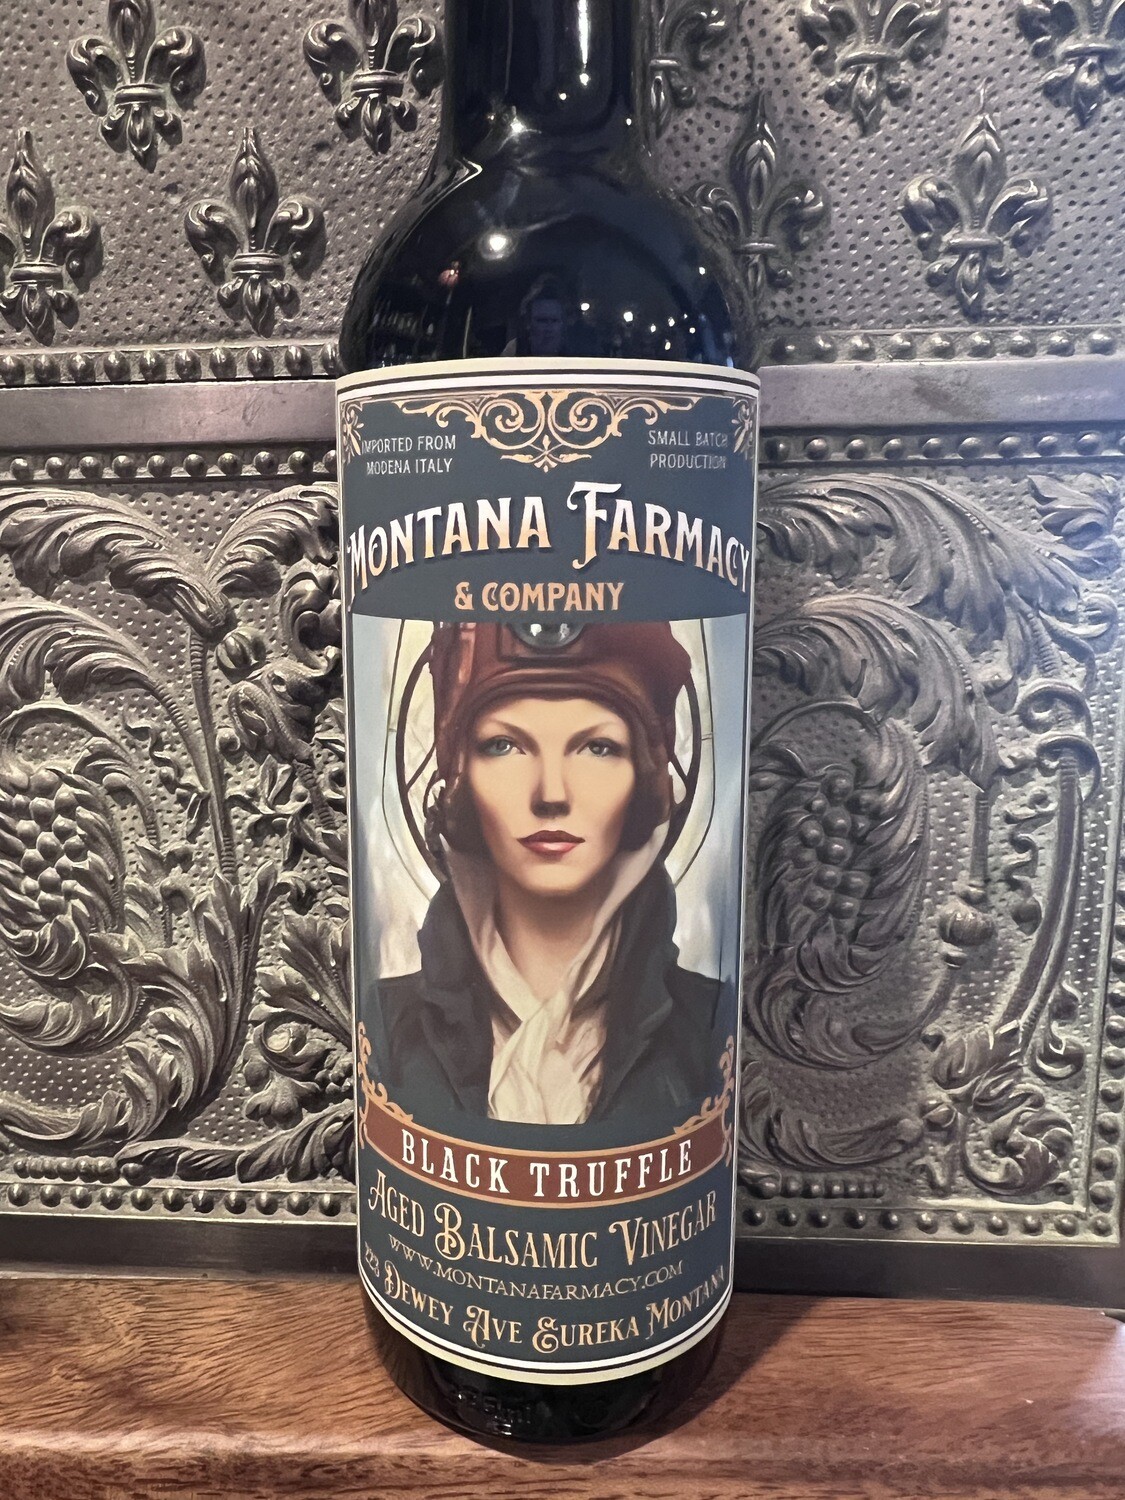 IMPORTED FROM
MODENA ITALY
SMALL BATCH
PRODUCTION
MONTANA FARMACY
& COMPANY
BLACK TRUFFLE
AGED BALSAMIC VINEGAR
WWW.MONTANAFARMACY.COM
223 DEWEY AVE EUREKA MONTANA